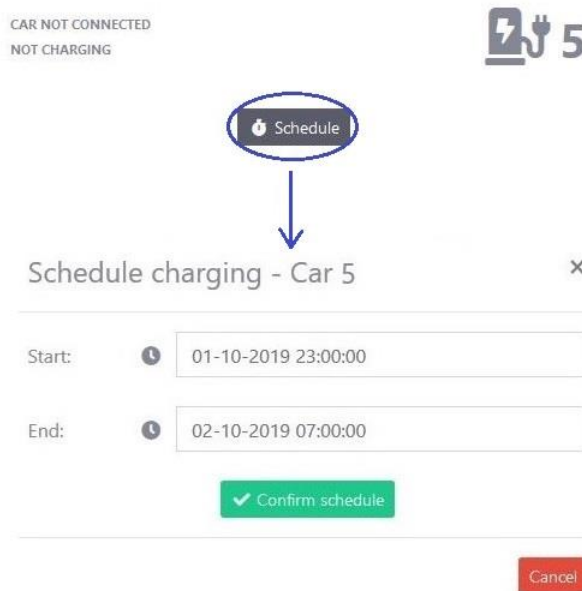 CAR NOT CONNECTED
NOT CHARGING
5
Schedule
Schedule charging - Car 5
×
Start:
01-10-2019 23:00:00
End:
02-10-2019 07:00:00
Confirm schedule
Cancel